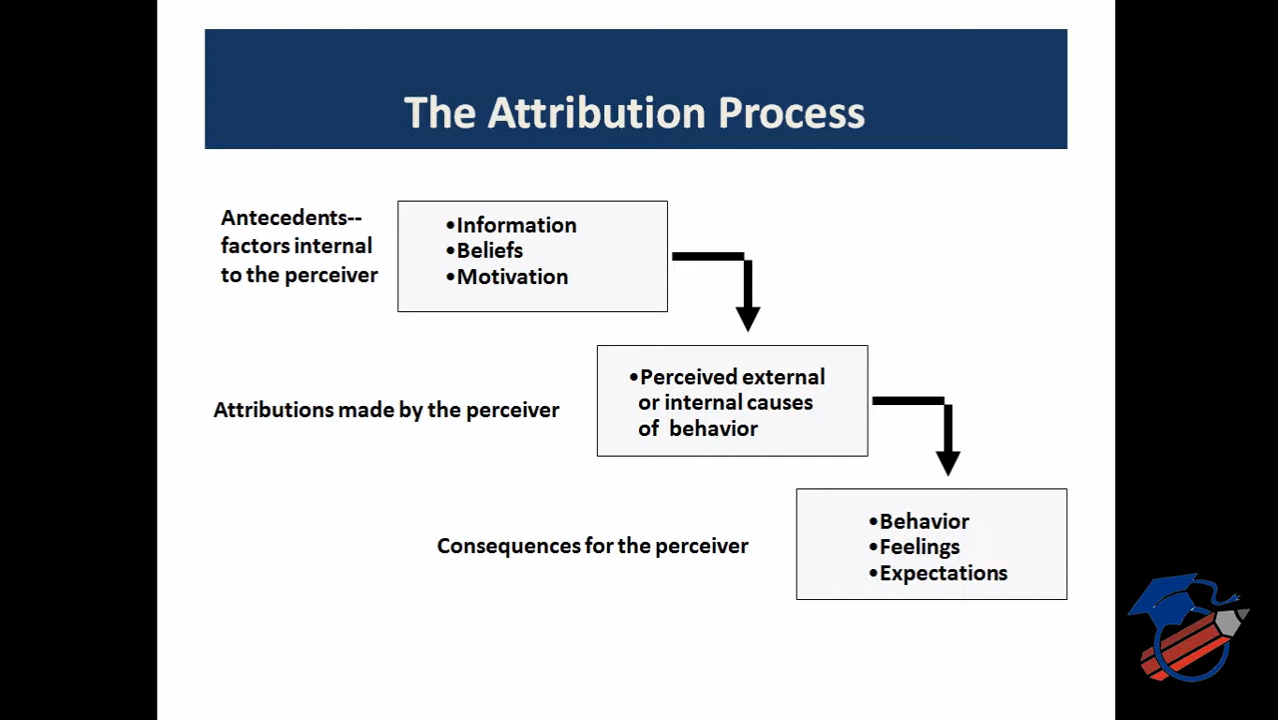 The Attribution Process
Antecedents--
factors internal
to the perceiver
•Information
•Beliefs
•Motivation
Attributions made by the perceiver
•Perceived external
or internal causes
of behavior
Consequences for the perceiver
•Behavior
•Feelings
•Expectations